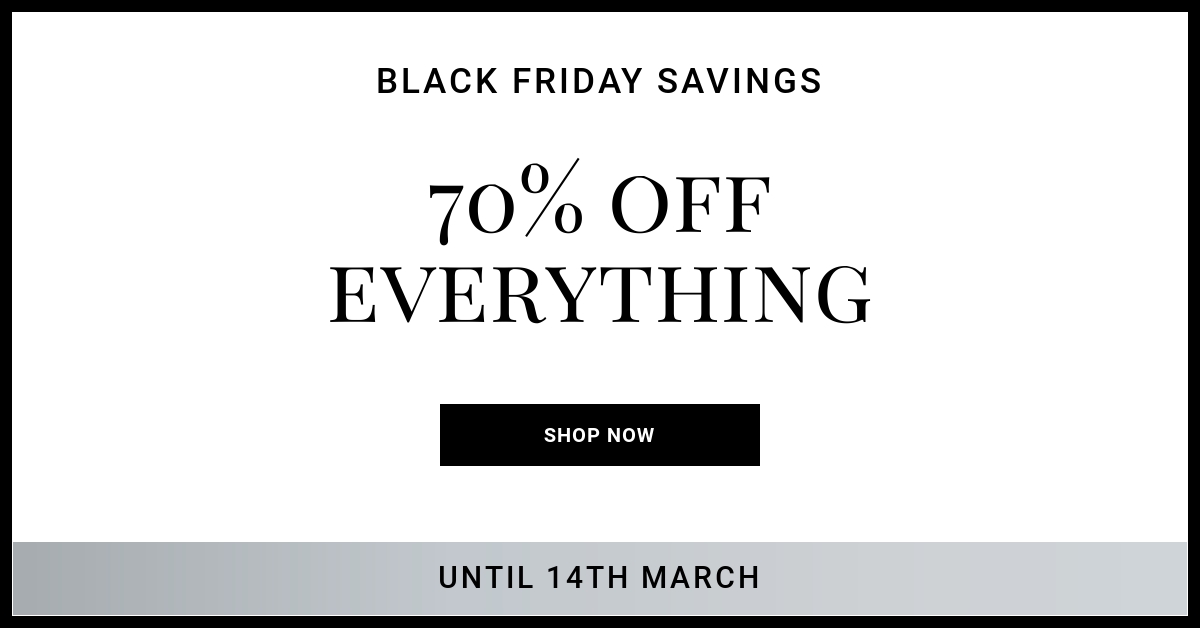 BLACK FRIDAY SAVINGS
70% OFF
EVERYTHING
SHOP NOW
UNTIL 14TH MARCH